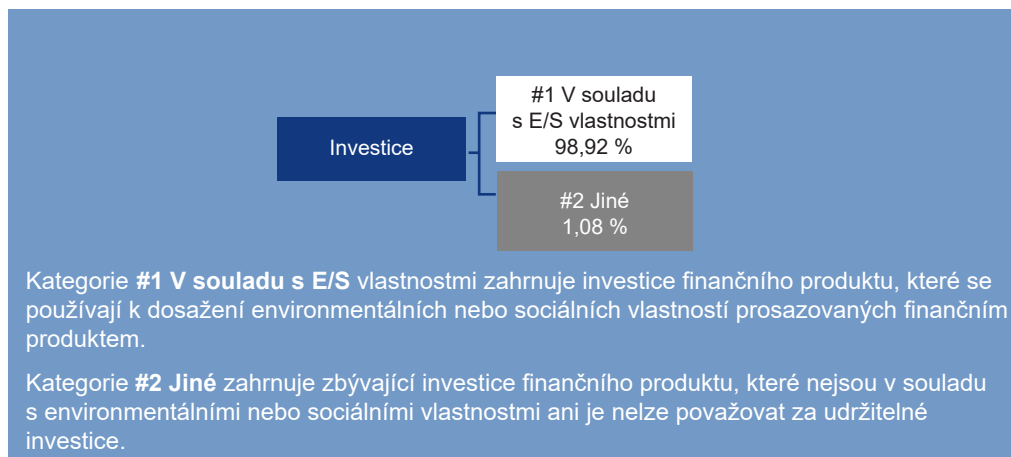 #1 V souladu
s E/S vlastnostmi
98,92 %
Investice
#2 Jiné
1,08 %
Kategorie #1 V souladu s E/S vlastnostmi zahrnuje investice finančního produktu, které se
používají k dosažení environmentálních nebo sociálních vlastností prosazovaných finančním
produktem.
Kategorie #2 Jiné zahrnuje zbývající investice finančního produktu, které nejsou v souladu
s environmentálními nebo sociálními vlastnostmi ani je nelze považovat za udržitelné
investice.